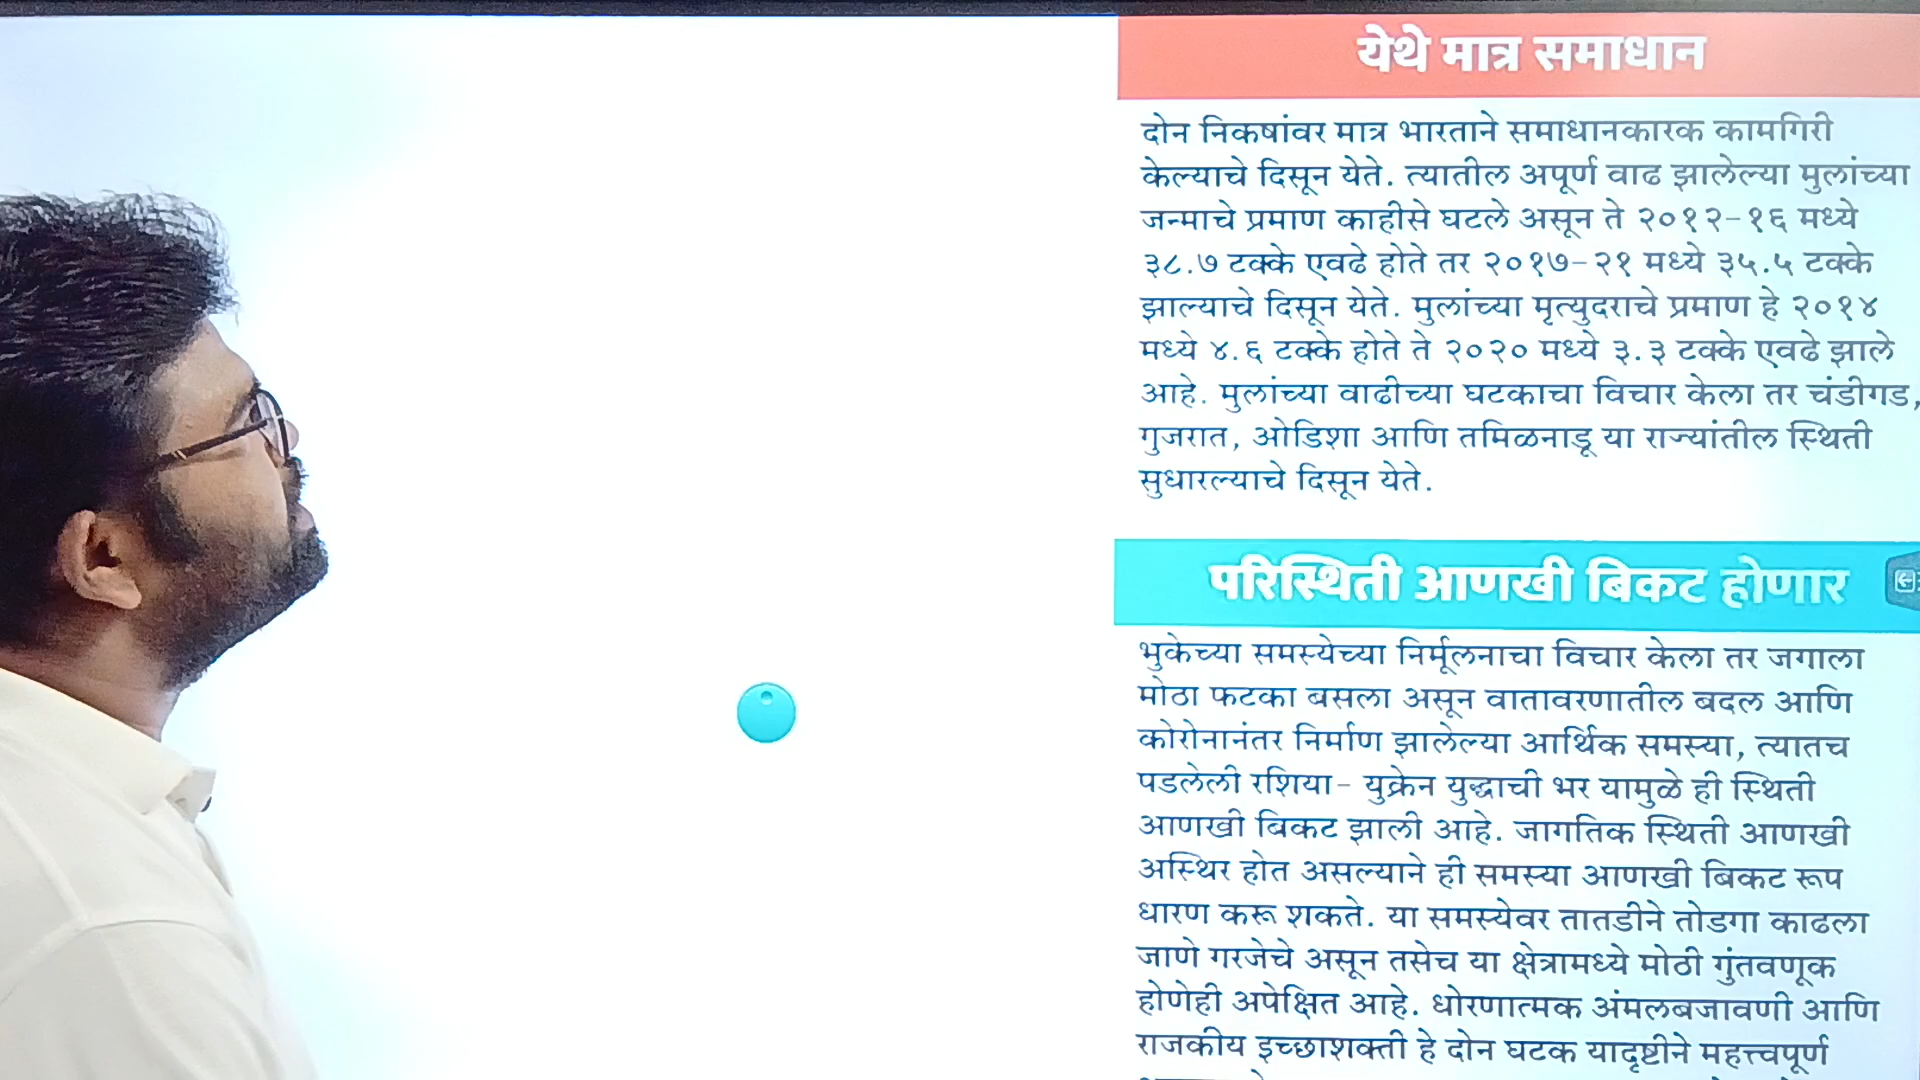 येथे मात्र समाधान
दोन निकषांवर मात्र भारताने समाधानकारक कामगिरी
केल्याचे दिसून येते. त्यातील अपूर्ण वाढ झालेल्या मुलांच्या
जन्माचे प्रमाण काहीसे घटले असून ते २०१२-१६ मध्ये
३८.७ टक्के एवढे होते तर २०१७-२१ मध्ये ३५.५ टक्के
झाल्याचे दिसून येते. मुलांच्या मृत्युदराचे प्रमाण हे २०१४
मध्ये ४.६ टक्के होते ते २०२० मध्ये ३.३ टक्के एवढे झाले
आहे. मुलांच्या वाढीच्या घटकाचा विचार केला तर चंडीगड,
गुजरात, ओडिशा आणि तमिळनाडू या राज्यांतील स्थिती
सुधारल्याचे दिसून येते.
परिस्थिती आणखी बिकट होणार
भुकेच्या समस्येच्या निर्मूलनाचा विचार केला तर जगाला
मोठा फटका बसला असून वातावरणातील बदल आणि
कोरोनानंतर निर्माण झालेल्या आर्थिक समस्या, त्यातच
पडलेली रशिया- युक्रेन युद्धाची भर यामुळे ही स्थिती
आणखी बिकट झाली आहे. जागतिक स्थिती आणखी
अस्थिर होत असल्याने ही समस्या आणखी बिकट रूप
धारण करू शकते. या समस्येवर तातडीने तोडगा काढला
जाणे गरजेचे असून तसेच या क्षेत्रामध्ये मोठी गुंतवणूक
होणेही अपेक्षित आहे. धोरणात्मक अंमलबजावणी आणि
राजकीय इच्छाशक्ती हे दोन घटक यादृष्टीने महत्त्वपूर्ण